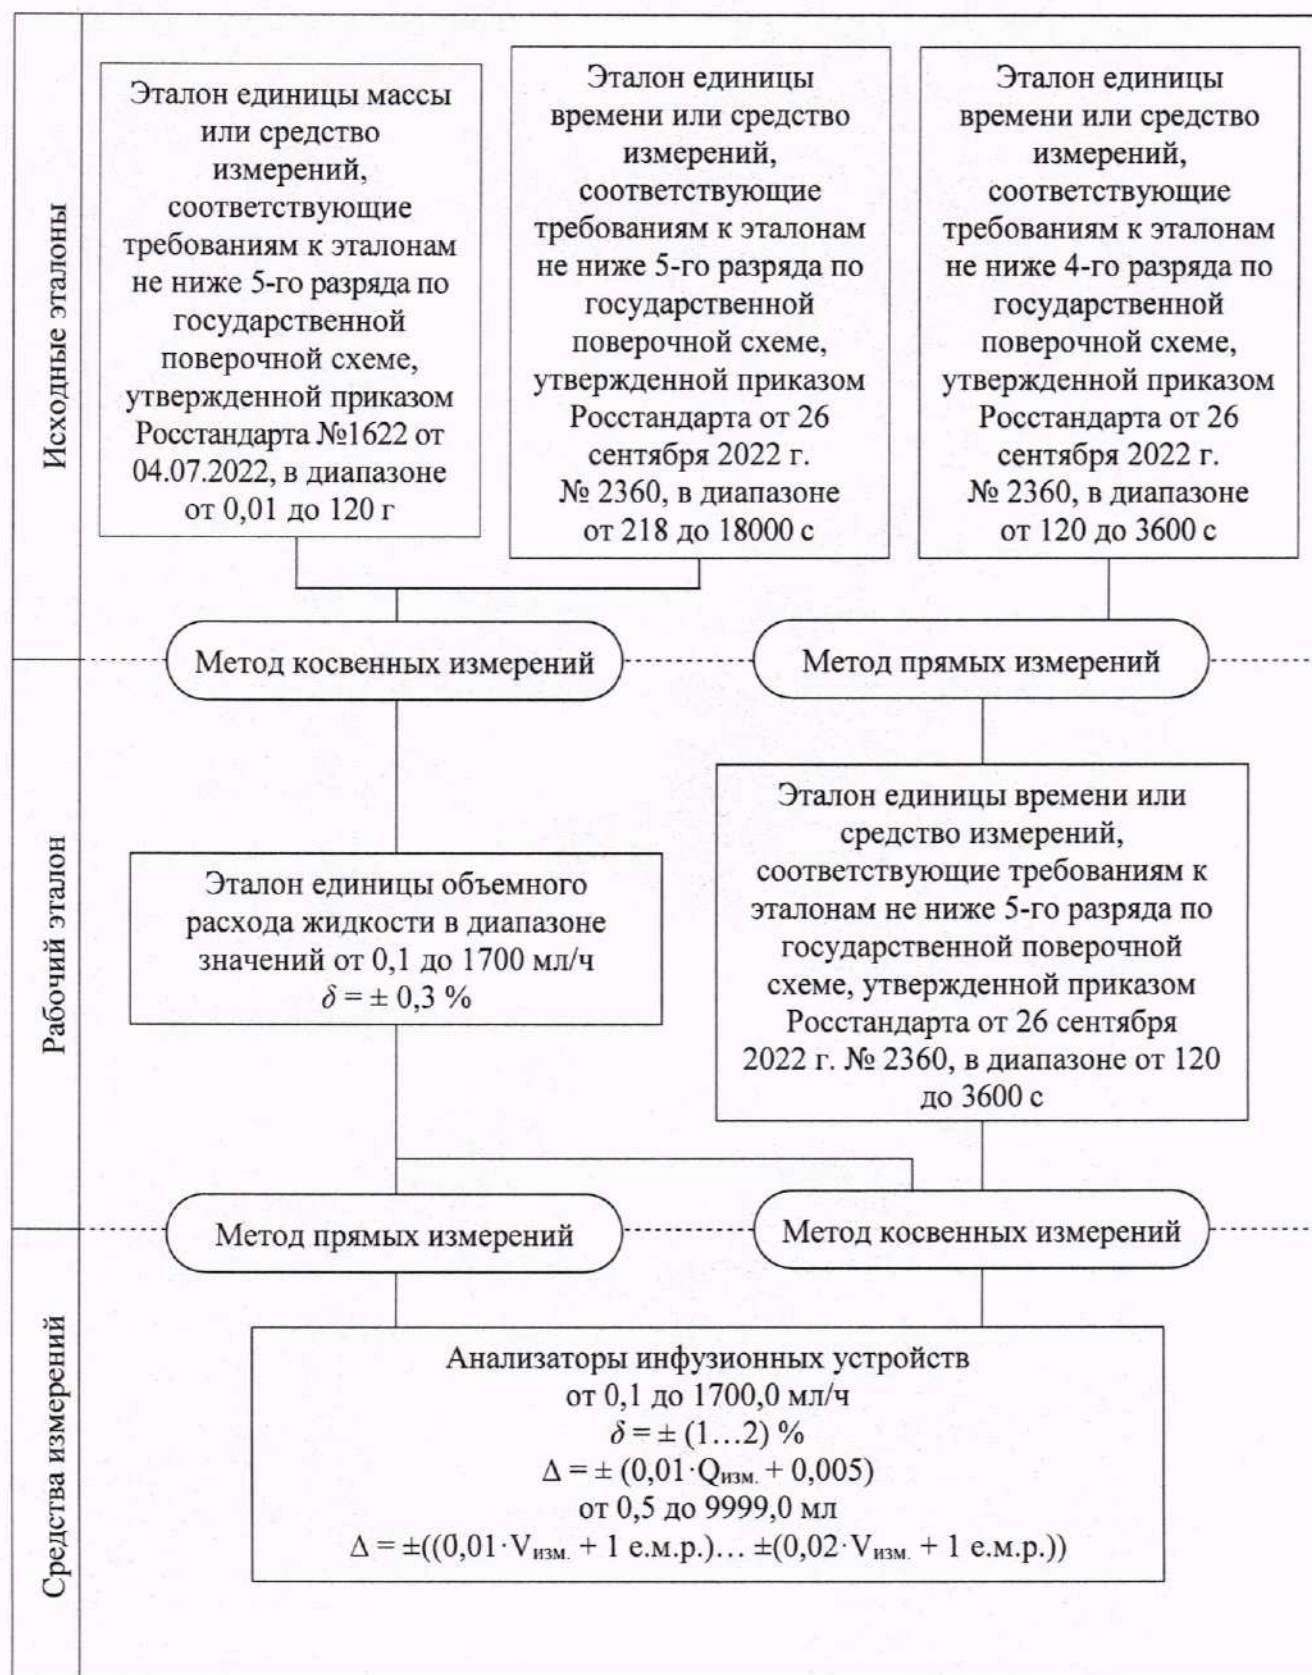 Исходные эталоны
Эталон единицы массы
или средство
измерений,
соответствующие
требованиям к эталонам
не ниже 5-го разряда по
государственной
поверочной схеме,
утвержденной приказом
Росстандарта №1622 от
04.07.2022, в диапазоне
от 0,01 до 120 г
Эталон единицы
времени или средство
измерений,
соответствующие
требованиям к эталонам
не ниже 5-го разряда по
государственной
поверочной схеме,
утвержденной приказом
Росстандарта от 26
сентября 2022 г.
№ 2360, в диапазоне
от 218 до 18000 с
Эталон единицы
времени или средство
измерений,
соответствующие
требованиям к эталонам
не ниже 4-го разряда по
государственной
поверочной схеме,
утвержденной приказом
Росстандарта от 26
сентября 2022 г.
№ 2360, в диапазоне
от 120 до 3600 с
Метод косвенных измерений
Метод прямых измерений
Рабочий эталон
Эталон единицы объемного
расхода жидкости в диапазоне
значений от 0,1 до 1700 мл/ч
δ = ± 0,3 %
Эталон единицы времени или
средство измерений,
соответствующие требованиям к
эталонам не ниже 5-го разряда по
государственной поверочной
схеме, утвержденной приказом
Росстандарта от 26 сентября
2022 г. № 2360, в диапазоне от 120
до 3600 с
Метод прямых измерений
Метод косвенных измерений
Средства измерений
Анализаторы инфузионных устройств
от 0,1 до 1700,0 мл/ч
δ = ± (1…2) %
Δ = ± (0,01·Qизм. + 0,005)
от 0,5 до 9999,0 мл
Δ = ±((0,01·Vизм. + 1 е.м.р.)… ±(0,02·Vизм. + 1 е.м.р.))